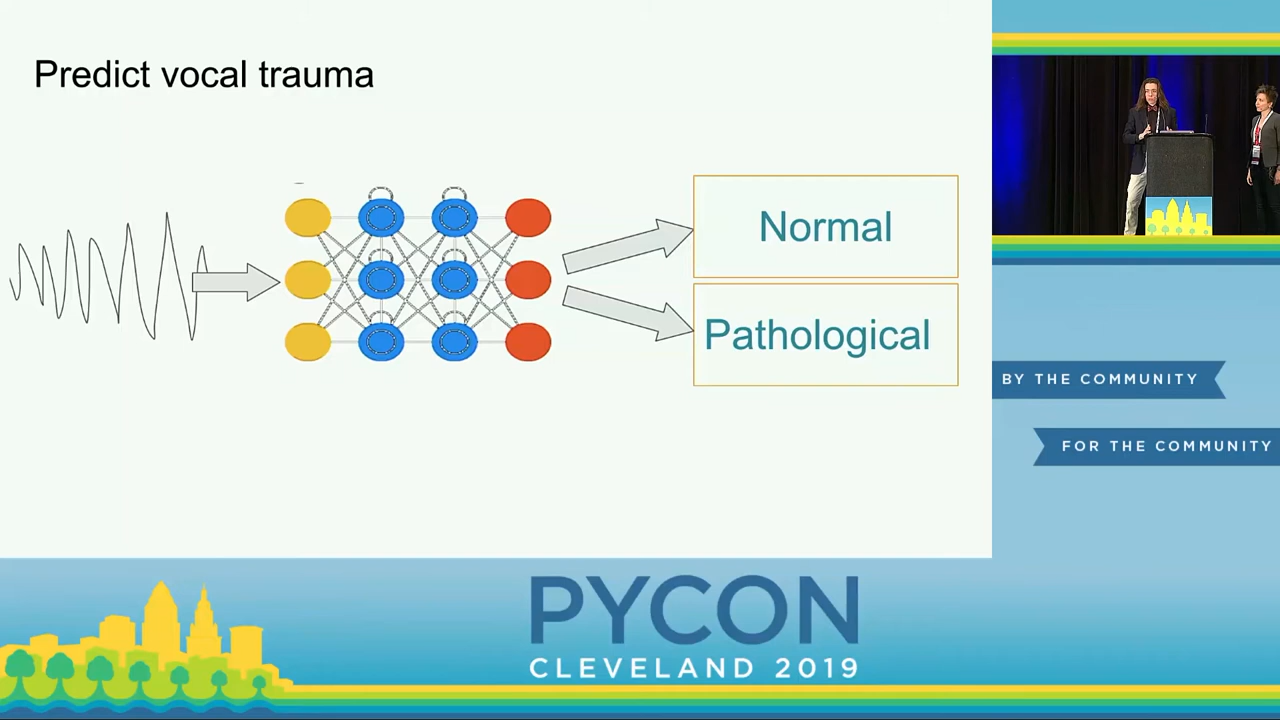 Predict vocal trauma
Normal
Pathological
BY THE COMMUNITY
FOR THE COMMUNITY
PYCON
CLEVELAND 2019